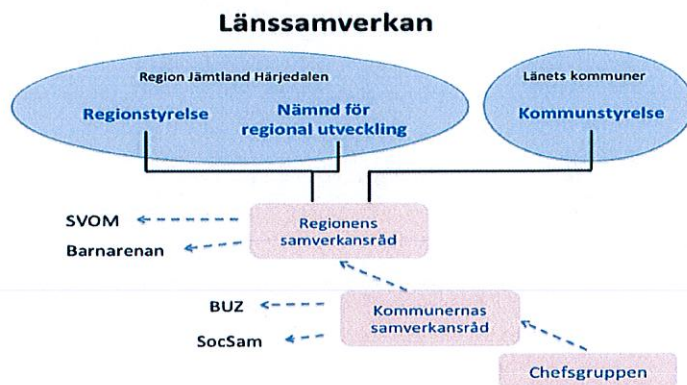 Länssamverkan
Region Jämtland Härjedalen
Länets kommuner
Regionstyrelse
Nämnd för
regional utveckling
Kommunstyrelse
SVOM
Barnarenan
Regionens
samverkansråd
BUZ
SocSam
Kommunernas
samverkansråd
Chefsgruppen